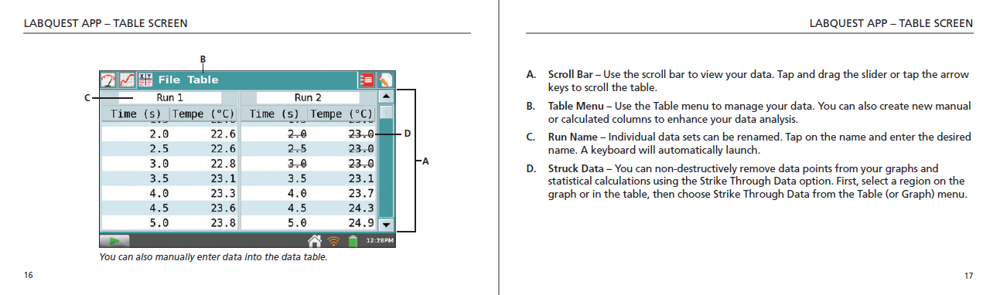 LABQUEST APP – TABLE SCREEN
B
File Table
C
Run 1 Run 2
Time (s) Tempe (°C) Time (s) Tempe (°C)
2.0 22.6 2.0 23.0
D
2.5 22.6 2.5 23.0
3.0 22.8 3.0 23.0
A
3.5 23.1 3.5 23.1
4.0 23.3 4.0 23.7
4.5 23.6 4.5 24.3
5.0 23.8 5.0 24.9
12:28PM
You can also manually enter data into the data table.
16
LABQUEST APP – TABLE SCREEN
A. Scroll Bar – Use the scroll bar to view your data. Tap and drag the slider or tap the arrow
keys to scroll the table.
B. Table Menu – Use the Table menu to manage your data. You can also create new manual
or calculated columns to enhance your data analysis.
C. Run Name – Individual data sets can be renamed. Tap on the name and enter the desired
name. A keyboard will automatically launch.
D. Struck Data – You can non-destructively remove data points from your graphs and
statistical calculations using the Strike Through Data option. First, select a region on the
graph or in the table, then choose Strike Through Data from the Table (or Graph) menu.
17